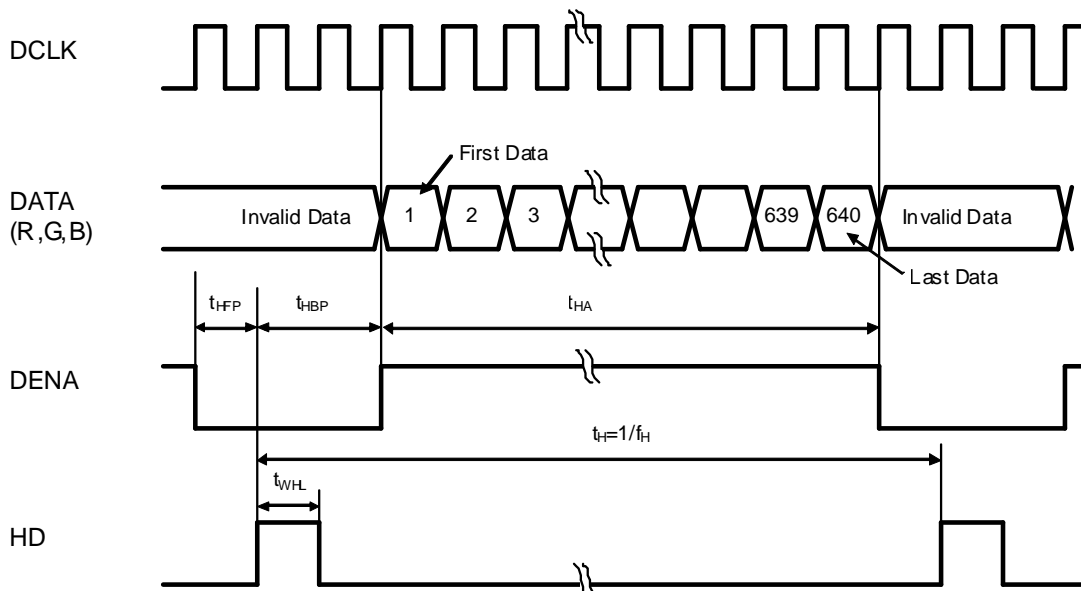 DCLK
First Data
DATA
(R,G,B)
Invalid Data 1 2 3 639 640 Invalid Data
Last Data
tHFP tHBP tHA
DENA
tH=1/fH
tWHL
HD